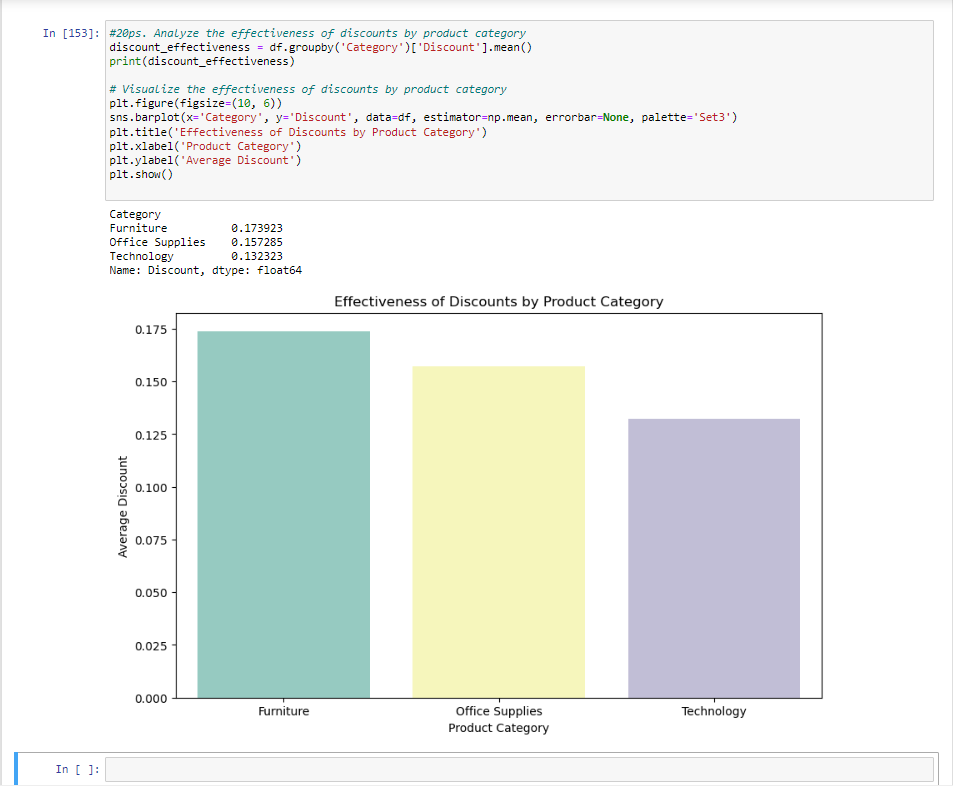 In [153]:
#20ps. Analyze the effectiveness of discounts by product category
discount_effectiveness = df.groupby('Category')['Discount'].mean()
print(discount_effectiveness)
# Visualize the effectiveness of discounts by product category
plt.figure(figsize=(10, 6))
sns.barplot(x='Category', y='Discount', data=df, estimator=np.mean, errorbar=None, palette='Set3')
plt.title('Effectiveness of Discounts by Product Category')
plt.xlabel('Product Category')
plt.ylabel('Average Discount')
plt.show()
Category
Furniture          0.173923
Office Supplies    0.157285
Technology         0.132323
Name: Discount, dtype: float64
Effectiveness of Discounts by Product Category
Average Discount
0.175
0.150
0.125
0.100
0.075
0.050
0.025
0.000
Furniture
Office Supplies
Technology
Product Category
In [ ]: